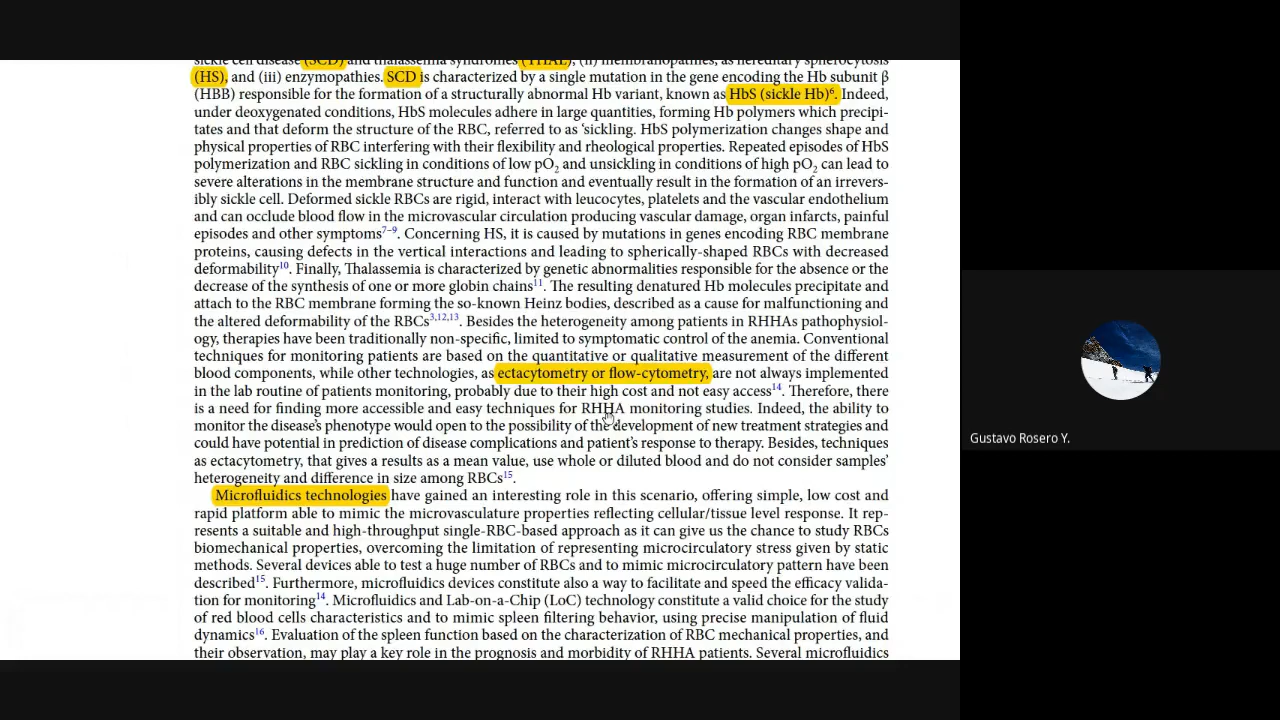 sickle cell disease (SCD) and thalassemia syndromes (THAL), (ii) membranopathies, as hereditary spherocytosis
(HS), and (iii) enzymopathies. SCD is characterized by a single mutation in the gene encoding the Hb subunit β
(HBB) responsible for the formation of a structurally abnormal Hb variant, known as HbS (sickle Hb)6. Indeed,
under deoxygenated conditions, HbS molecules adhere in large quantities, forming Hb polymers which precipi-
tates and that deform the structure of the RBC, referred to as ‘sickling. HbS polymerization changes shape and
physical properties of RBC interfering with their flexibility and rheological properties. Repeated episodes of HbS
polymerization and RBC sickling in conditions of low pO2 and unsickling in conditions of high pO2 can lead to
severe alterations in the membrane structure and function and eventually result in the formation of an irrevers-
ibly sickle cell. Deformed sickle RBCs are rigid, interact with leucocytes, platelets and the vascular endothelium
and can occlude blood flow in the microvascular circulation producing vascular damage, organ infarcts, painful
episodes and other symptoms7–9. Concerning HS, it is caused by mutations in genes encoding RBC membrane
proteins, causing defects in the vertical interactions and leading to spherically-shaped RBCs with decreased
deformability10. Finally, Thalassemia is characterized by genetic abnormalities responsible for the absence or the
decrease of the synthesis of one or more globin chains11. The resulting denatured Hb molecules precipitate and
attach to the RBC membrane forming the so-known Heinz bodies, described as a cause for malfunctioning and
the altered deformability of the RBCs3,12,13. Besides the heterogeneity among patients in RHHAs pathophysiol-
ogy, therapies have been traditionally non-specific, limited to symptomatic control of the anemia. Conventional
techniques for monitoring patients are based on the quantitative or qualitative measurement of the different
blood components, while other technologies, as ectacytometry or flow-cytometry, are not always implemented
in the lab routine of patients monitoring, probably due to their high cost and not easy access14. Therefore, there
is a need for finding more accessible and easy techniques for RHHA monitoring studies. Indeed, the ability to
monitor the disease’s phenotype would open to the possibility of the development of new treatment strategies and
could have potential in prediction of disease complications and patient’s response to therapy. Besides, techniques
as ectacytometry, that gives a results as a mean value, use whole or diluted blood and do not consider samples’
heterogeneity and difference in size among RBCs15.
Microfluidics technologies have gained an interesting role in this scenario, offering simple, low cost and
rapid platform able to mimic the microvasculature properties reflecting cellular/tissue level response. It rep-
resents a suitable and high-throughput single-RBC-based approach as it can give us the chance to study RBCs
biomechanical properties, overcoming the limitation of representing microcirculatory stress given by static
methods. Several devices able to test a huge number of RBCs and to mimic microcirculatory pattern have been
described15. Furthermore, microfluidics devices constitute also a way to facilitate and speed the efficacy valida-
tion for monitoring14. Microfluidics and Lab-on-a-Chip (LoC) technology constitute a valid choice for the study
of red blood cells characteristics and to mimic spleen filtering behavior, using precise manipulation of fluid
dynamics16. Evaluation of the spleen function based on the characterization of RBC mechanical properties, and
their observation, may play a key role in the prognosis and morbidity of RHHA patients. Several microfluidics
Gustavo Rosero Y.